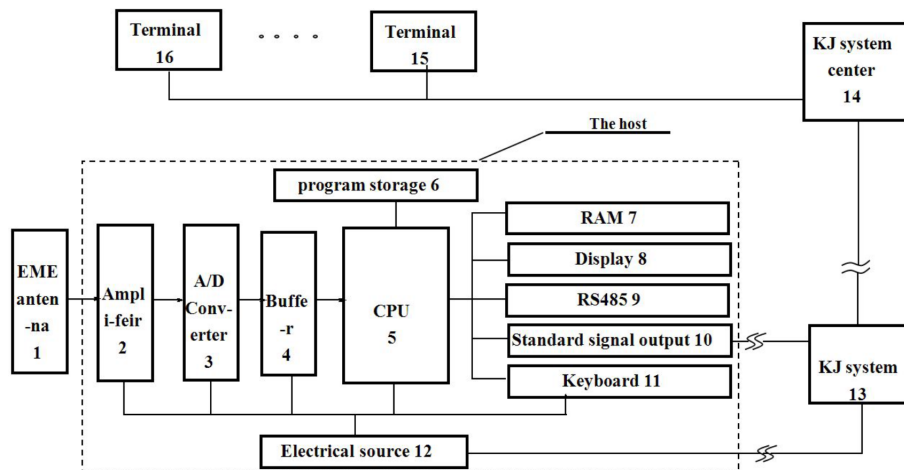 Terminal
16
Terminal
15
KJ system
center
14
The host
program storage 6
EME
anten
-na
1
Ampl
i-feir
2
A/D
Conv-
erter
3
Buffe
-r
4
CPU
5
RAM 7
Display 8
RS485 9
Standard signal output 10
Keyboard 11
KJ system
13
Electrical source 12